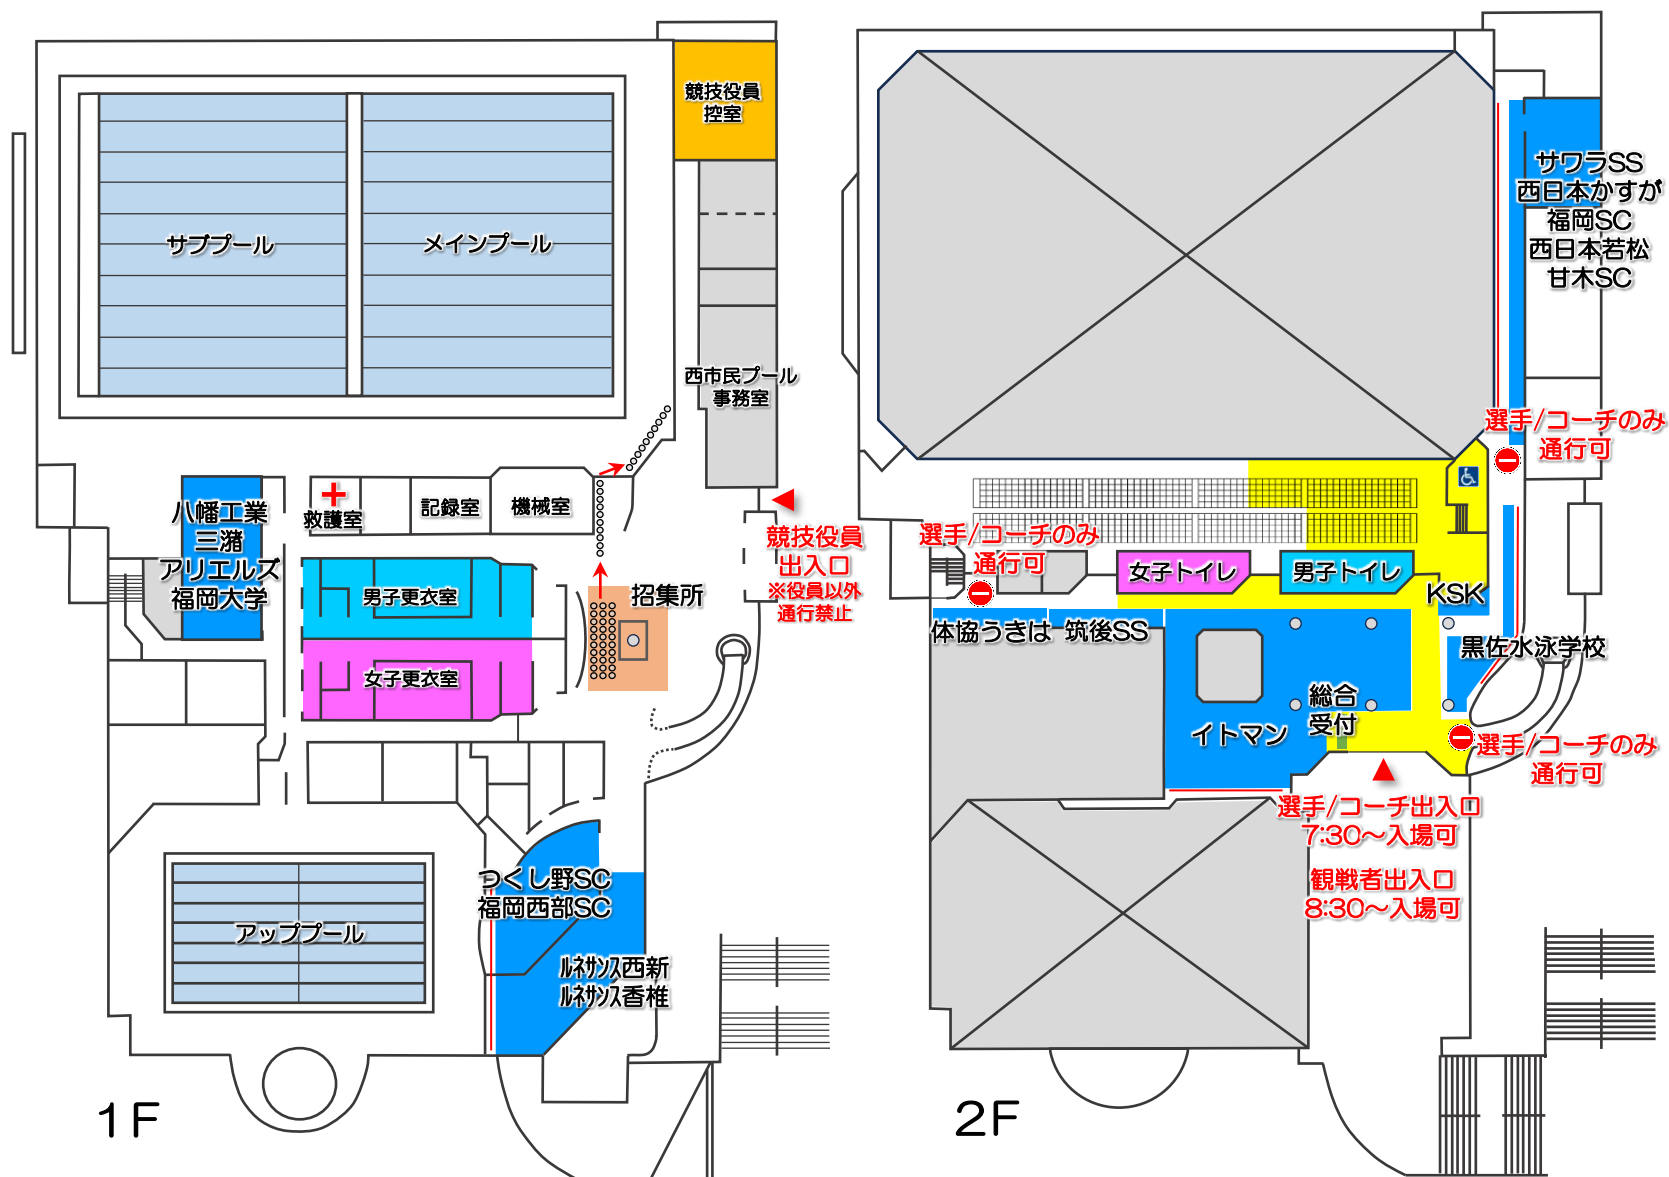 競技役員
控室
サブプール
メインプール
西市民プール
事務室
八幡工業
三潴
アリエルズ
福岡大学
救護室
記録室
機械室
競技役員
出入口
※役員以外
通行禁止
男子更衣室
招集所
女子更衣室
つくし野SC
福岡西部SC
アッププール
ﾙﾈｻﾝｽ西新
ﾙﾈｻﾝｽ香椎
1F
サワラSS
西日本かすが
福岡SC
西日本若松
甘木SC
選手/コーチのみ
通行可
選手/コーチのみ
通行可
女子トイレ
男子トイレ
KSK
体協うきは
筑後SS
黒佐水泳学校
総合
受付
イトマン
選手/コーチのみ
通行可
選手/コーチ出入口
7:30～入場可
観戦者出入口
8:30～入場可
2F